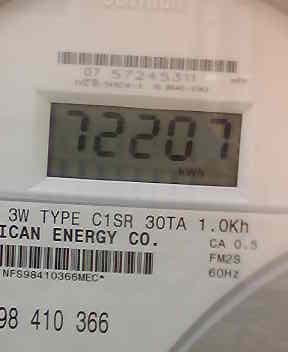 07 57245311
72207
kWh
3W TYPE C1SR 30TA 1.0Kh
ICAN ENERGY CO.
CA 0.5
FM2S
60Hz
NFS98410366MEC*
98 410 366